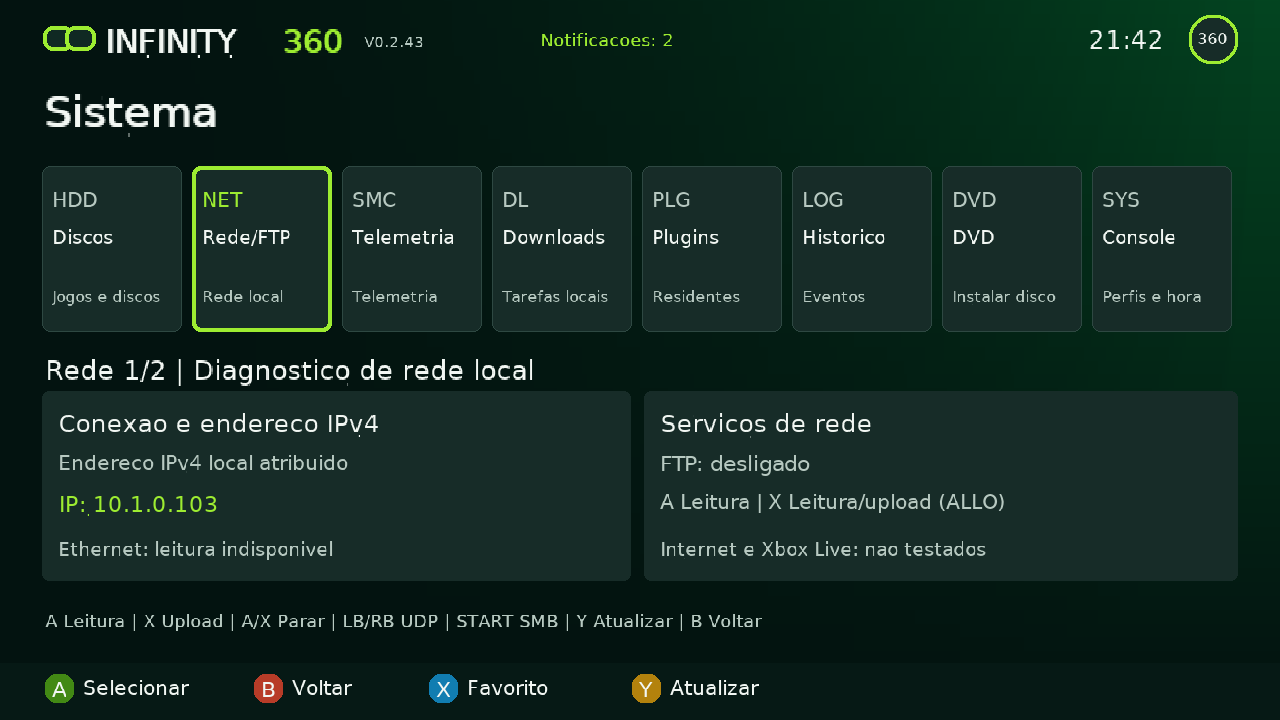 INFINITY 360 V0.2.43 Notificacoes: 2 21:42 360
Sistema
HDD NET SMC DL PLG LOG DVD SYS
Discos Rede/FTP Telemetria Downloads Plugins Historico DVD Console
Jogos e discos Rede local Telemetria Tarefas locais Residentes Eventos Instalar disco Perfis e hora
Rede 1/2 | Diagnostico de rede local
Conexao e endereco IPv4
Endereco IPv4 local atribuido
IP: 10.1.0.103
Ethernet: leitura indisponivel
Servicos de rede
FTP: desligado
A Leitura | X Leitura/upload (ALLO)
Internet e Xbox Live: nao testados
A Leitura | X Upload | A/X Parar | LB/RB UDP | START SMB | Y Atualizar | B Voltar
A Selecionar B Voltar X Favorito Y Atualizar